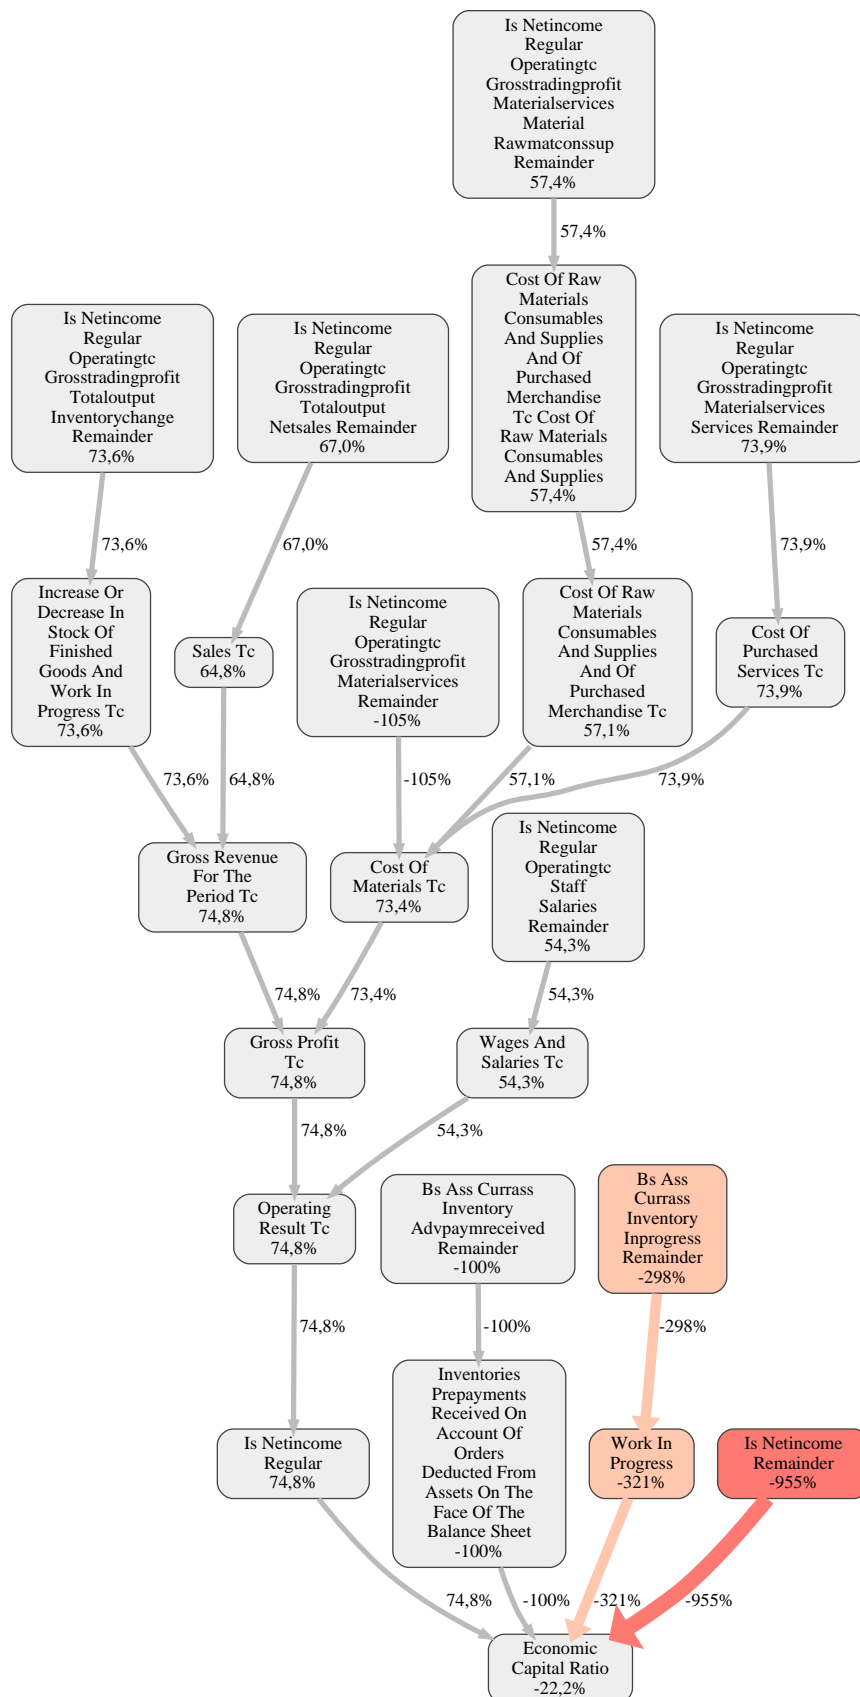 Is Netincome
Regular
Operatingtc
Grosstradingprofit
Materialservices
Material
Rawmatconssup
Remainder
57,4%
57,4%
Is Netincome
Regular
Operatingtc
Grosstradingprofit
Totaloutput
Inventorychange
Remainder
73,6%
Is Netincome
Regular
Operatingtc
Grosstradingprofit
Totaloutput
Netsales Remainder
67,0%
Cost Of Raw
Materials
Consumables
And Supplies
And Of
Purchased
Merchandise
Tc Cost Of
Raw Materials
Consumables
And Supplies
57,4%
Is Netincome
Regular
Operatingtc
Grosstradingprofit
Materialservices
Services Remainder
73,9%
73,6%
67,0%
57,4%
73,9%
Increase Or
Decrease In
Stock Of
Finished
Goods And
Work In
Progress Tc
73,6%
Sales Tc
64,8%
Is Netincome
Regular
Operatingtc
Grosstradingprofit
Materialservices
Remainder
-105%
Cost Of Raw
Materials
Consumables
And Supplies
And Of
Purchased
Merchandise Tc
57,1%
Cost Of
Purchased
Services Tc
73,9%
73,6%
64,8%
-105%
57,1%
73,9%
Gross Revenue
For The
Period Tc
74,8%
Cost Of
Materials Tc
73,4%
Is Netincome
Regular
Operatingtc
Staff
Salaries
Remainder
54,3%
74,8%
73,4%
54,3%
Gross Profit
Tc
74,8%
Wages And
Salaries Tc
54,3%
74,8%
54,3%
Operating
Result Tc
74,8%
Bs Ass Currass
Inventory
Advpaymreceived
Remainder
-100%
Bs Ass
Currass
Inventory
Inprogress
Remainder
-298%
74,8%
-100%
-298%
Is Netincome
Regular
74,8%
Inventories
Prepayments
Received On
Account Of
Orders
Deducted From
Assets On The
Face Of The
Balance Sheet
-100%
Work In
Progress
-321%
Is Netincome
Remainder
-955%
74,8%
-100%
-321%
-955%
Economic
Capital Ratio
-22,2%